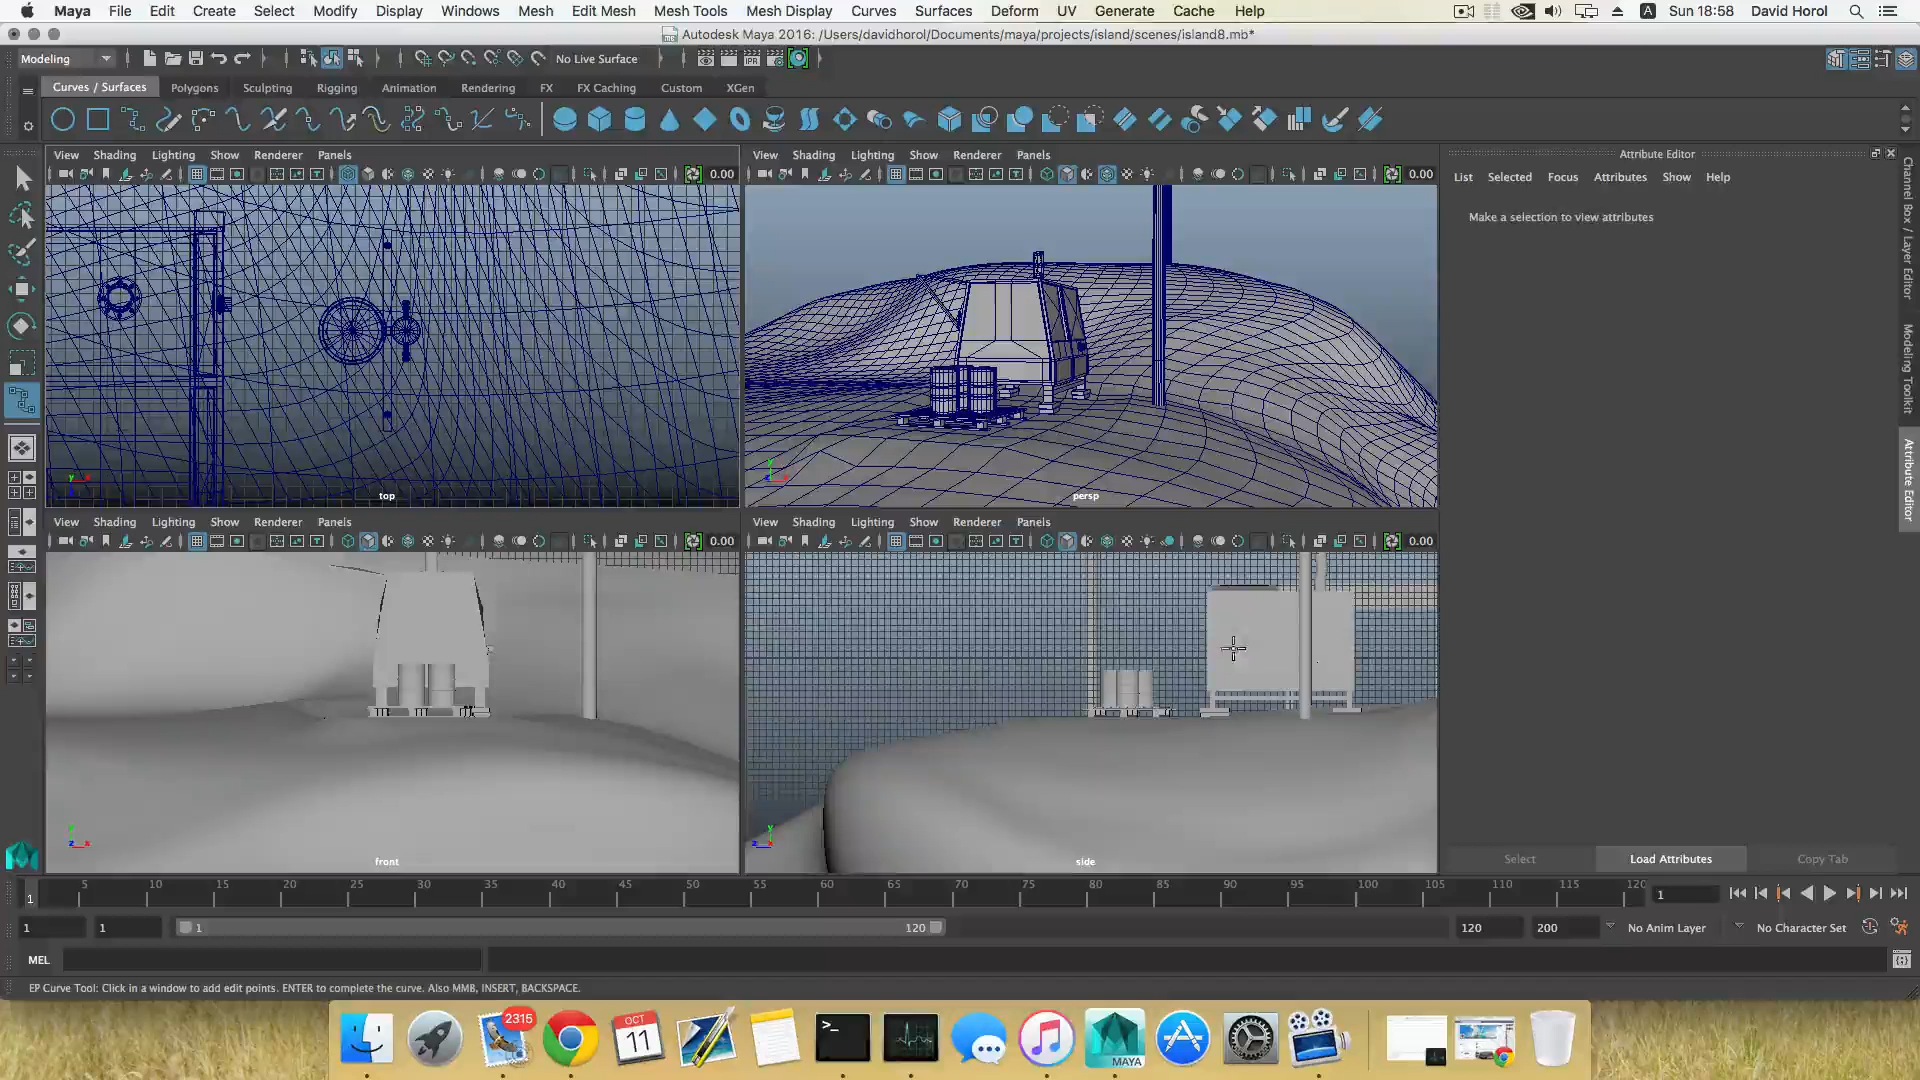 Maya File Edit Create Select Modify Display Windows Mesh Edit Mesh Mesh Tools Mesh Display Curves Surfaces Deform UV Generate Cache Help A Sun 18:58 David Horol
Autodesk Maya 2016: /Users/davidhorol/Documents/maya/projects/island/scenes/island8.mb*
Modeling No Live Surface IPR
Curves / Surfaces Polygons Sculpting Rigging Animation Rendering FX FX Caching Custom XGen
View Shading Lighting Show Renderer Panels
0.00
top
View Shading Lighting Show Renderer Panels
0.00
persp
View Shading Lighting Show Renderer Panels
0.00
front
View Shading Lighting Show Renderer Panels
0.00
side
Attribute Editor
List Selected Focus Attributes Show Help
Make a selection to view attributes
Select Load Attributes Copy Tab
Channel Box / Layer Editor
Modeling Toolkit
Attribute Editor
1 5 10 15 20 25 30 35 40 45 50 55 60 65 70 75 80 85 90 95 100 105 110 115 120 1
1 1 1 120 120 200 No Anim Layer No Character Set
MEL
EP Curve Tool: Click in a window to add edit points. ENTER to complete the curve. Also MMB, INSERT, BACKSPACE.
2315
OCT
11
MAYA